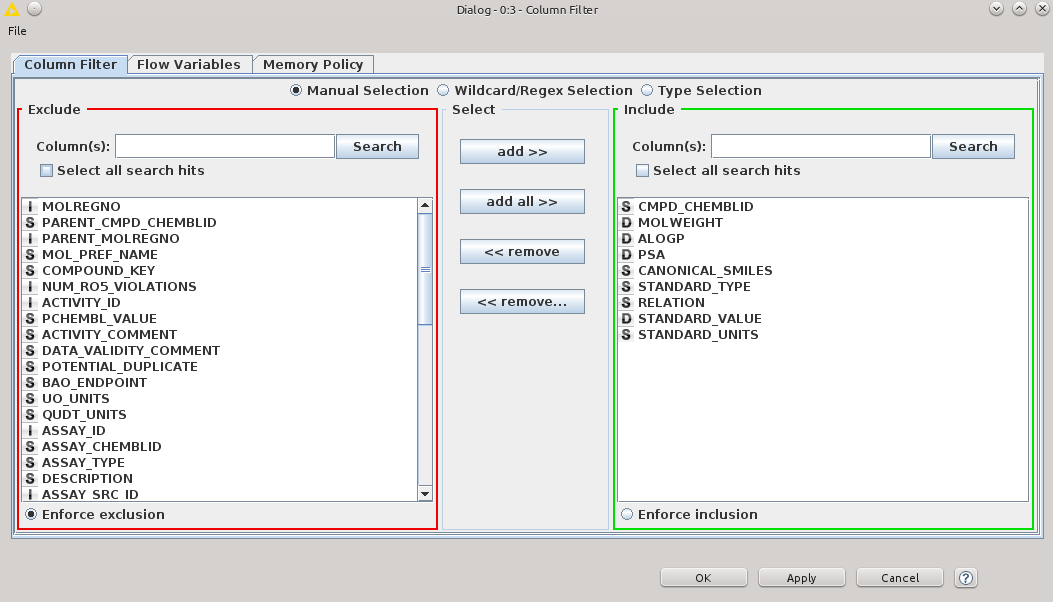 Dialog - 0:3 - Column Filter
File
Column Filter Flow Variables Memory Policy
Manual Selection Wildcard/Regex Selection Type Selection
Exclude
Column(s): Search
Select all search hits
I MOLREGNO
S PARENT_CMPD_CHEMBLID
I PARENT_MOLREGNO
S MOL_PREF_NAME
S COMPOUND_KEY
I NUM_RO5_VIOLATIONS
I ACTIVITY_ID
S PCHEMBL_VALUE
S ACTIVITY_COMMENT
S DATA_VALIDITY_COMMENT
S POTENTIAL_DUPLICATE
S BAO_ENDPOINT
S UO_UNITS
S QUDT_UNITS
I ASSAY_ID
S ASSAY_CHEMBLID
S ASSAY_TYPE
S DESCRIPTION
I ASSAY_SRC_ID
Enforce exclusion
Select
add >>
add all >>
<< remove
<< remove...
Include
Column(s): Search
Select all search hits
S CMPD_CHEMBLID
D MOLWEIGHT
D ALOGP
D PSA
S CANONICAL_SMILES
S STANDARD_TYPE
S RELATION
D STANDARD_VALUE
S STANDARD_UNITS
Enforce inclusion
OK Apply Cancel ?